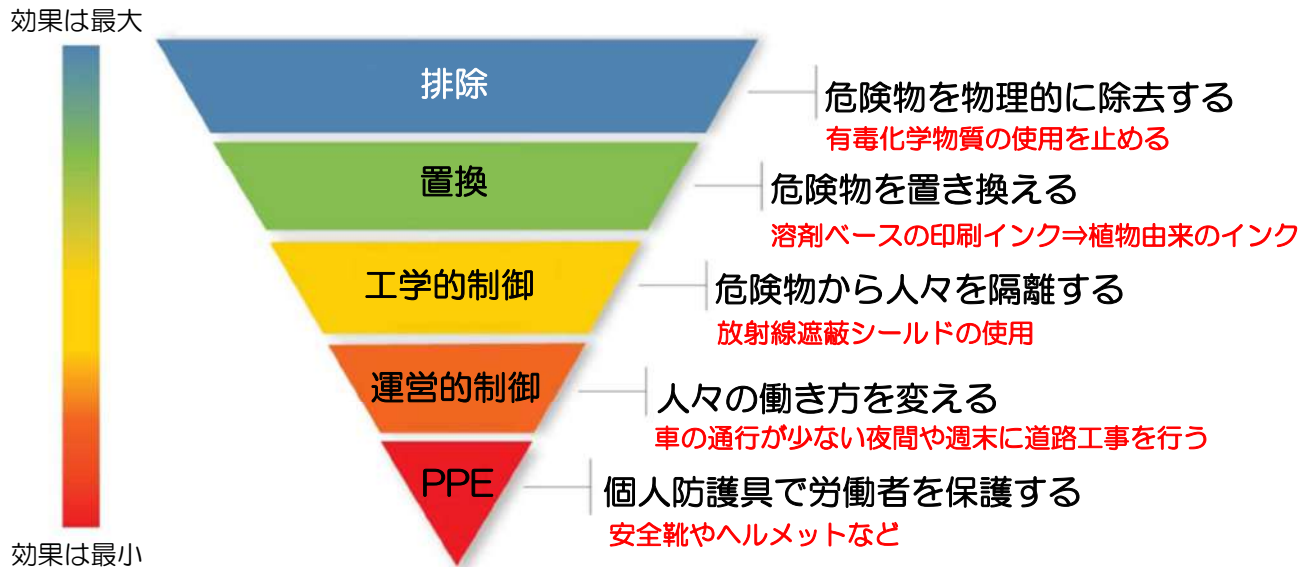 効果は最大
排除
危険物を物理的に除去する
有毒化学物質の使用を止める
置換
危険物を置き換える
溶剤ベースの印刷インク⇒植物由来のインク
工学的制御
危険物から人々を隔離する
放射線遮蔽シールドの使用
運営的制御
人々の働き方を変える
車の通行が少ない夜間や週末に道路工事を行う
PPE
個人防護具で労働者を保護する
安全靴やヘルメットなど
効果は最小